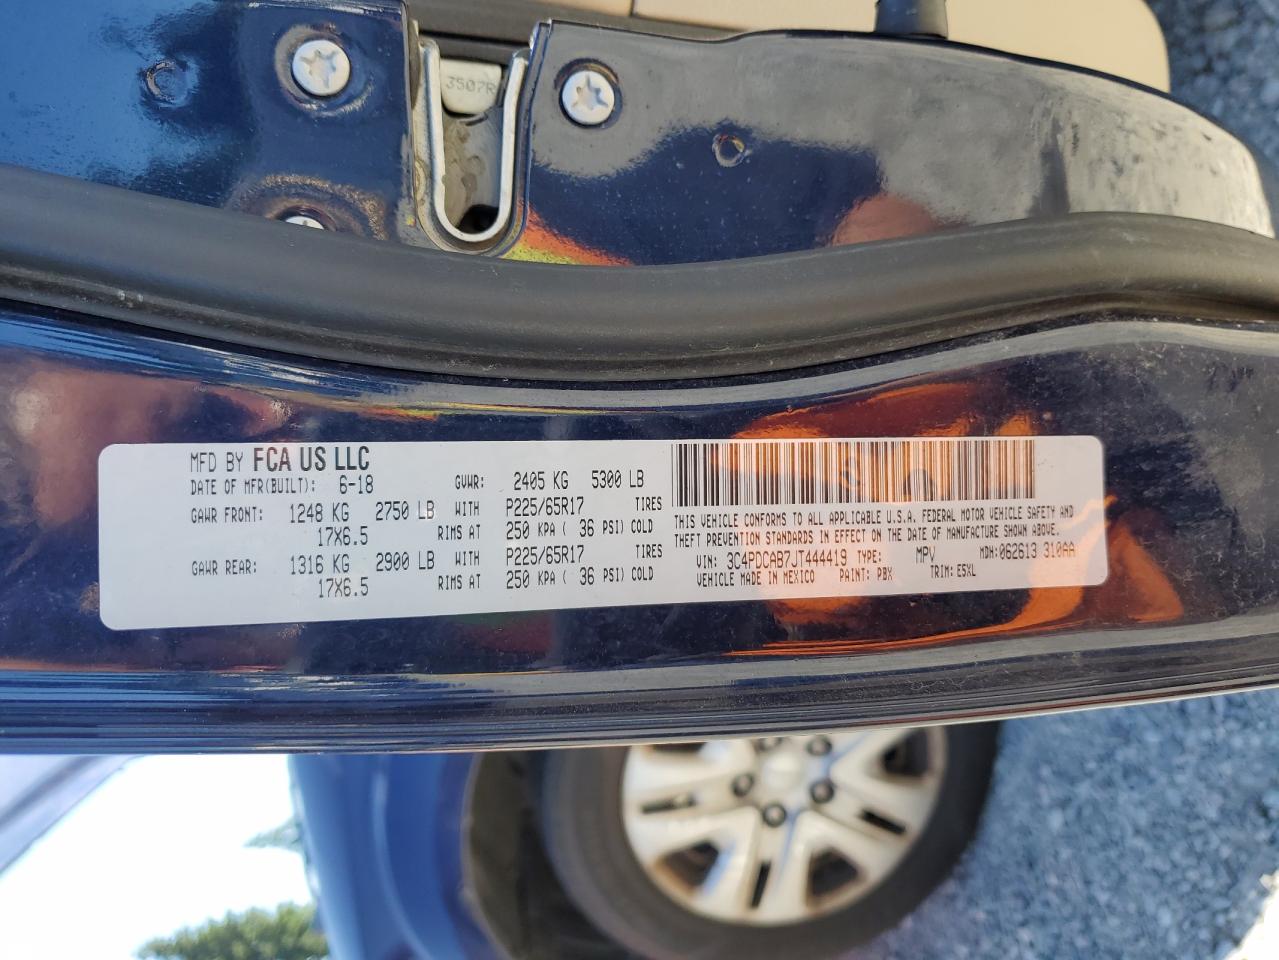 3507R
MFD BY FCA US LLC
DATE OF MFR(BUILT): 6-18 GVWR: 2405 KG 5300 LB
GAWR FRONT: 1248 KG 2750 LB WITH P225/65R17 TIRES
17X6.5 RIMS AT 250 KPA ( 36 PSI) COLD
GAWR REAR: 1316 KG 2900 LB WITH P225/65R17 TIRES
17X6.5 RIMS AT 250 KPA ( 36 PSI) COLD
THIS VEHICLE CONFORMS TO ALL APPLICABLE U.S.A. FEDERAL MOTOR VEHICLE SAFETY AND
THEFT PREVENTION STANDARDS IN EFFECT ON THE DATE OF MANUFACTURE SHOWN ABOVE.
VIN: 3C4PDCAB7JT444419 TYPE: MPV MDH:062613 310AA
VEHICLE MADE IN MEXICO PAINT: PBX TRIM: E5XL